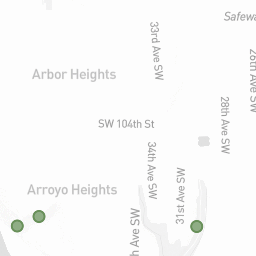 Safewa
33rd Ave SW
26th Ave SW
Arbor Heights
28th Ave SW
SW 104th St
34th Ave SW
31st Ave SW
Arroyo Heights
th Ave SW